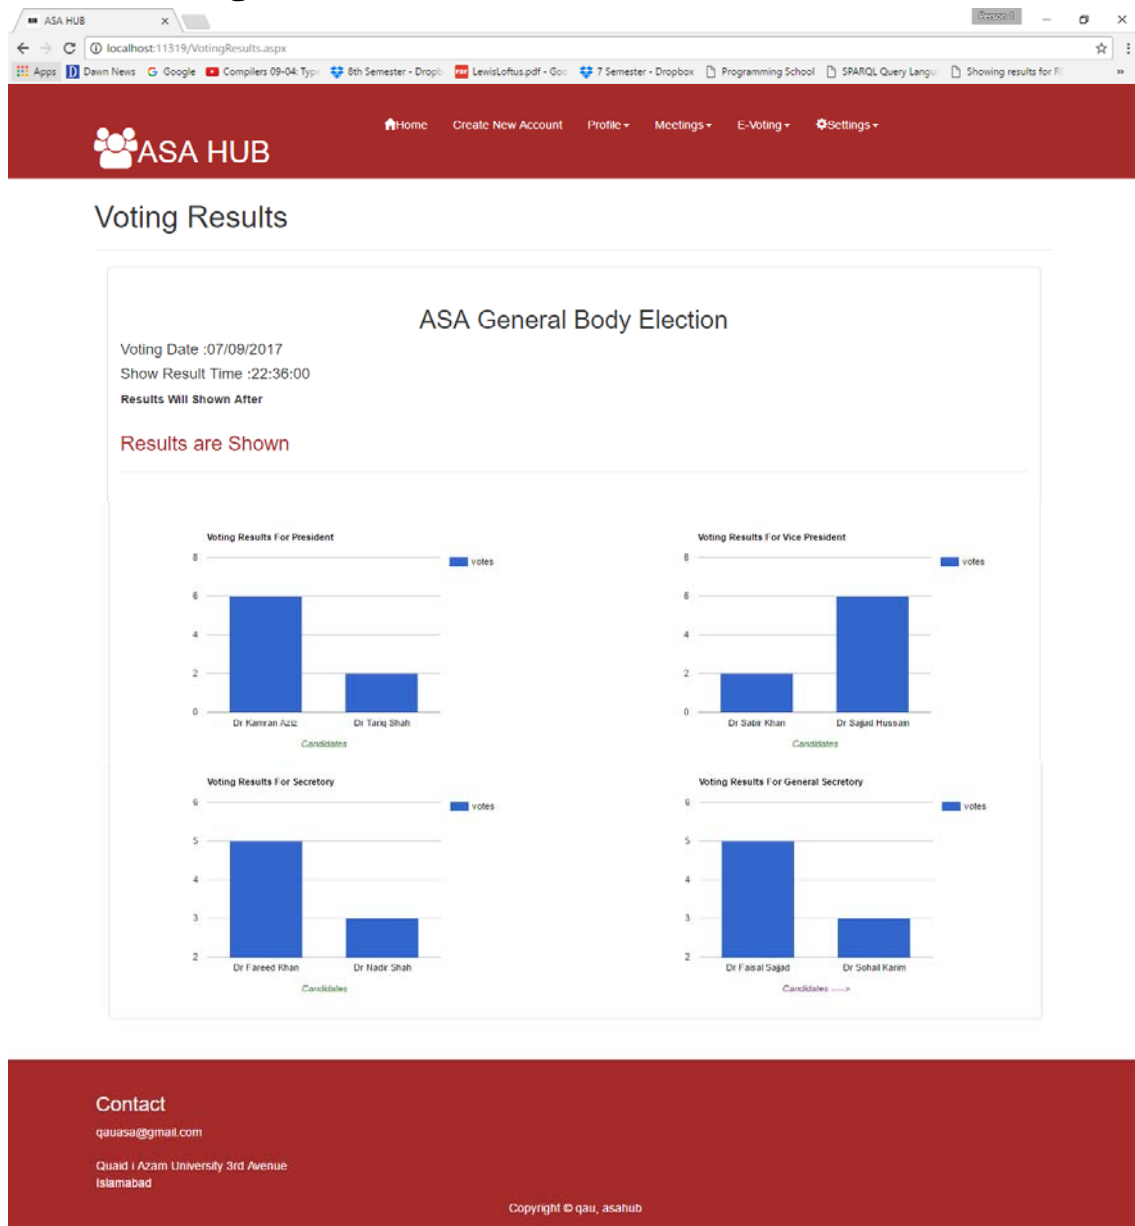 ASA HUB
Person 1
localhost:11319/VotingResults.aspx
Apps Dawn News Google Compilers 09-04: Typ 8th Semester - Dropb LewisLoftus.pdf - Goo 7 Semester - Dropbox Programming School SPARQL Query Langu Showing results for R
Home Create New Account Profile Meetings E-Voting Settings
ASA HUB
Voting Results
ASA General Body Election
Voting Date :07/09/2017
Show Result Time :22:36:00
Results Will Shown After
Results are Shown
Voting Results For President
8
6
4
2
0
votes
Dr Kamran Aziz Dr Tariq Shah
Candidates
Voting Results For Vice President
8
6
4
2
0
votes
Dr Sabir Khan Dr Sajjad Hussain
Candidates
Voting Results For Secretory
6
5
4
3
2
votes
Dr Fareed Khan Dr Nadir Shah
Candidates
Voting Results For General Secretory
6
5
4
3
2
votes
Dr Faisal Sajjad Dr Sohail Karim
Candidates ---->
Contact
qauasa@gmail.com
Quaid i Azam University 3rd Avenue
Islamabad
Copyright © qau, asahub